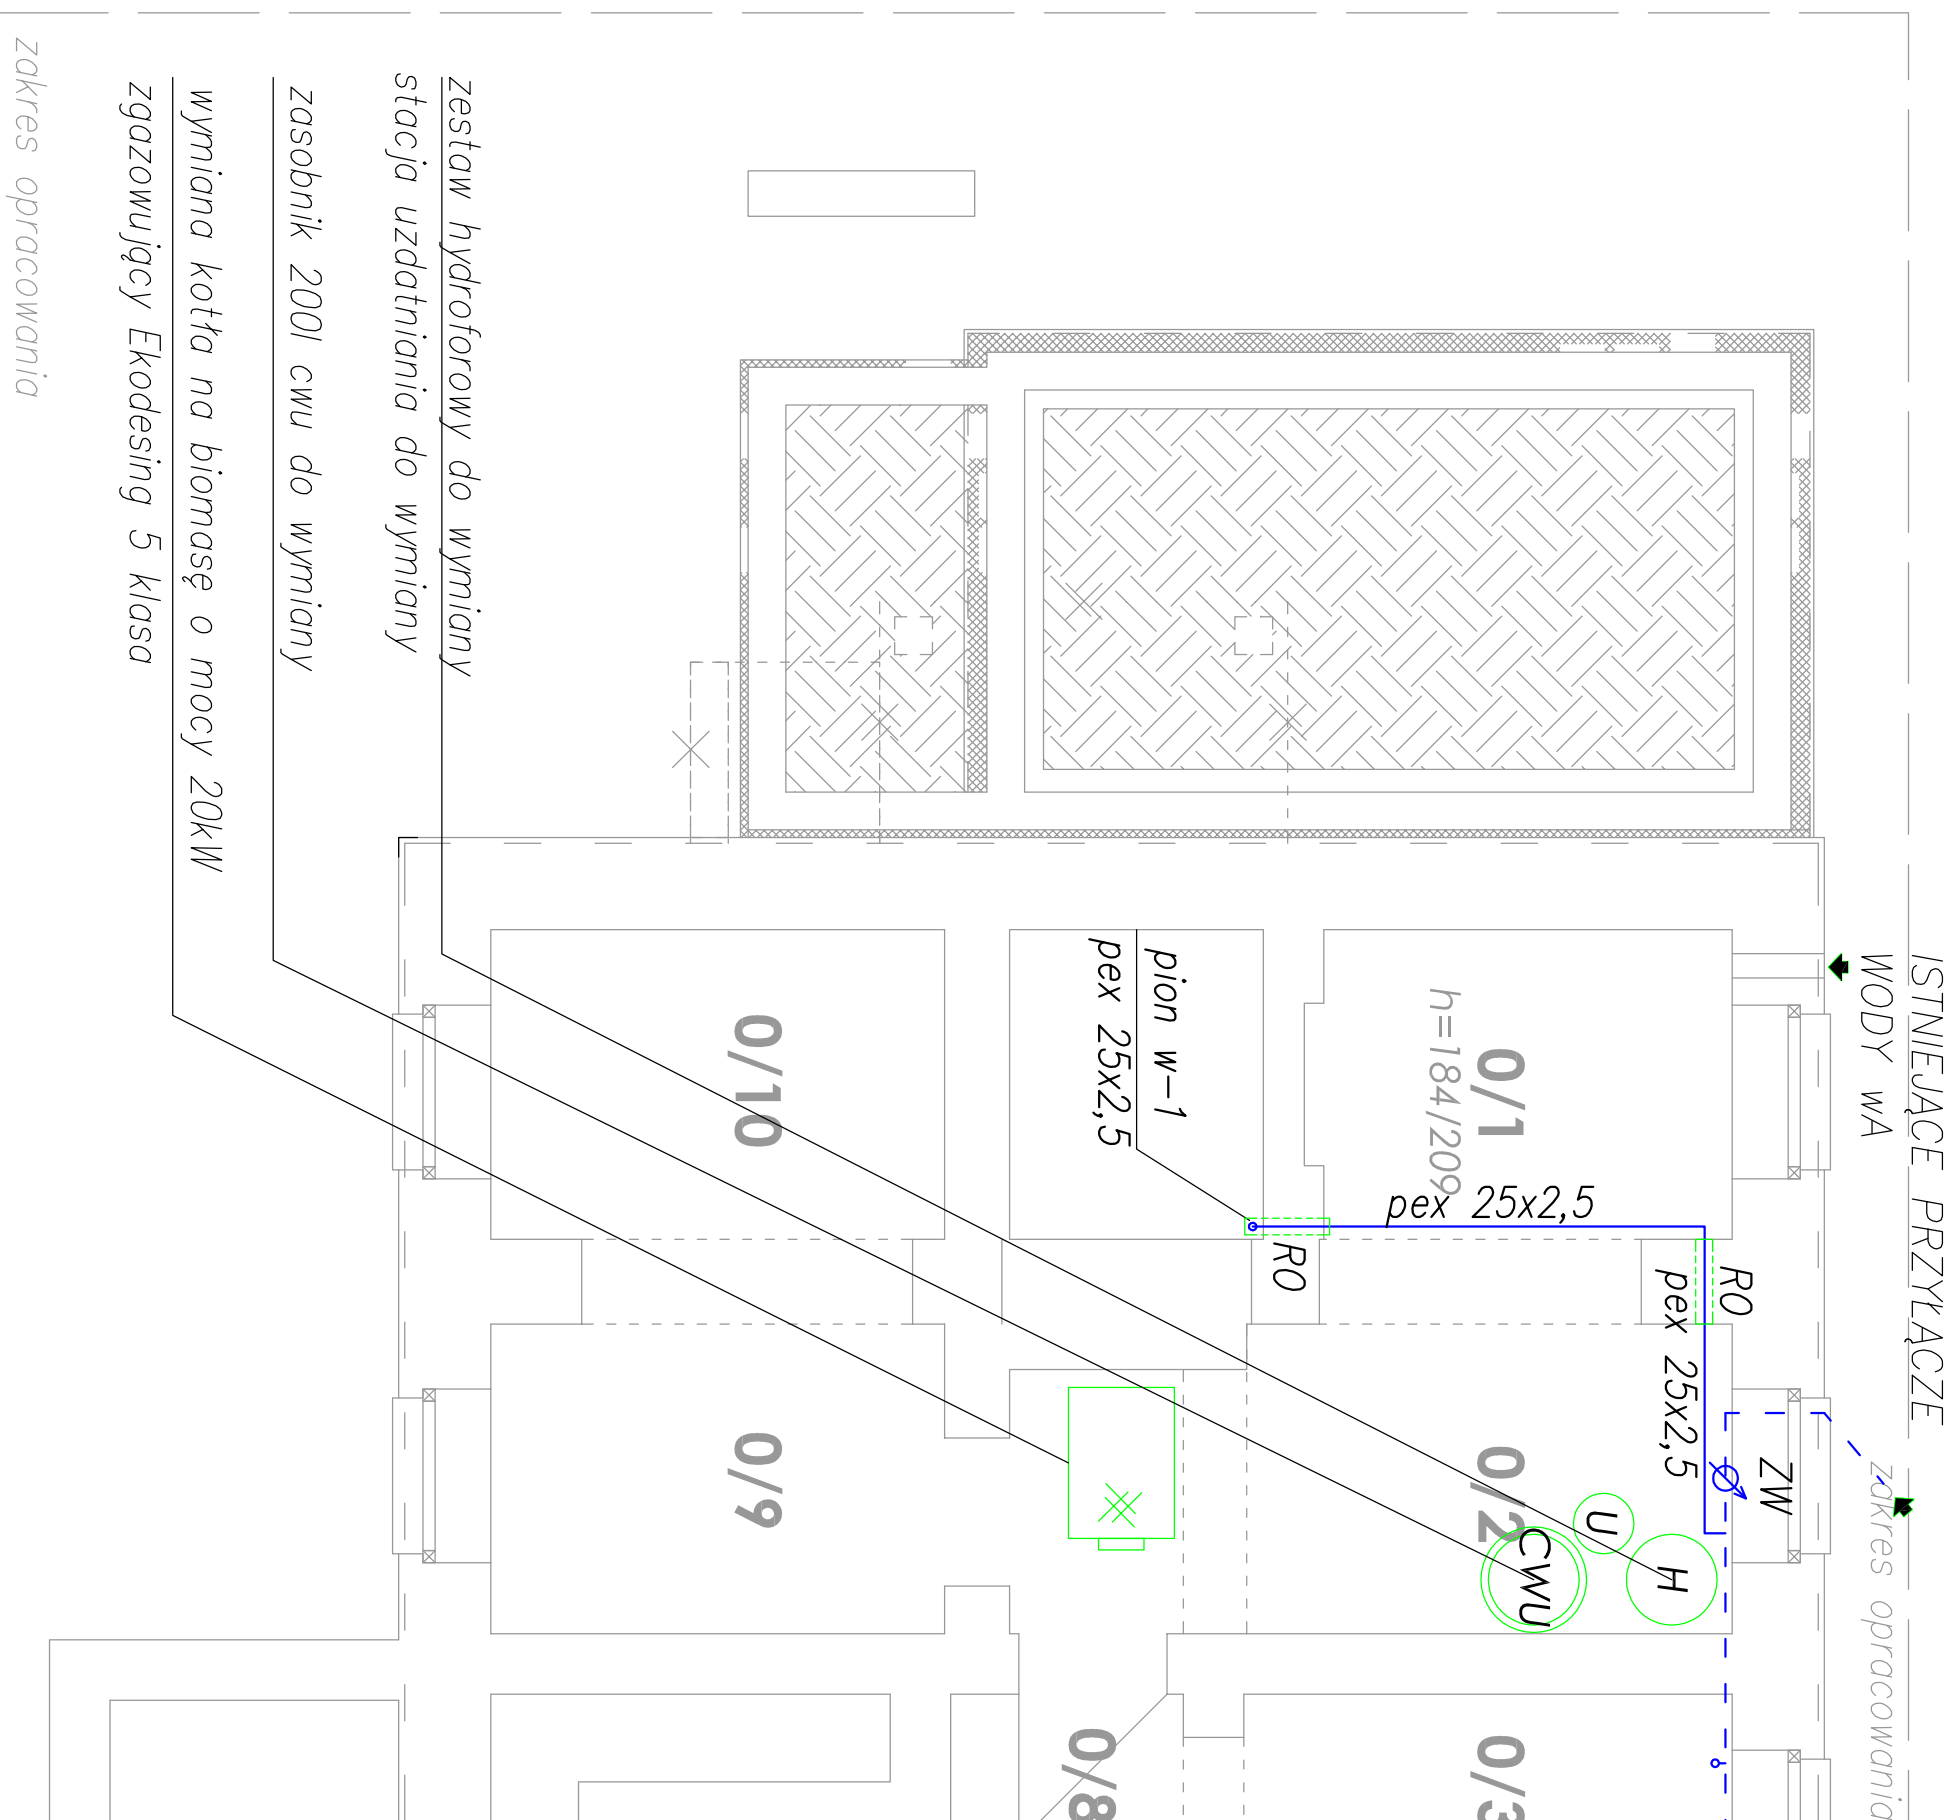 zestaw hydroforowy do wymiany
stacja uzdatniania do wymiany
zasobnik 200l cwu do wymiany
wymiana kotła na biomasę o mocy 20kW
zgazowujący Ekodesing 5 klasa
zakres opracowania
ISTNIEJĄCE PRZYŁĄCZE
WODY wA
0/1
h=184/209
pion w-1
pex 25x2,5
0/10
pex 25x2,5
RO
RO
pex 25x2,5
ZW
zakres opracowania
0/2
U
H
CWU
0/9
0/3
0/8